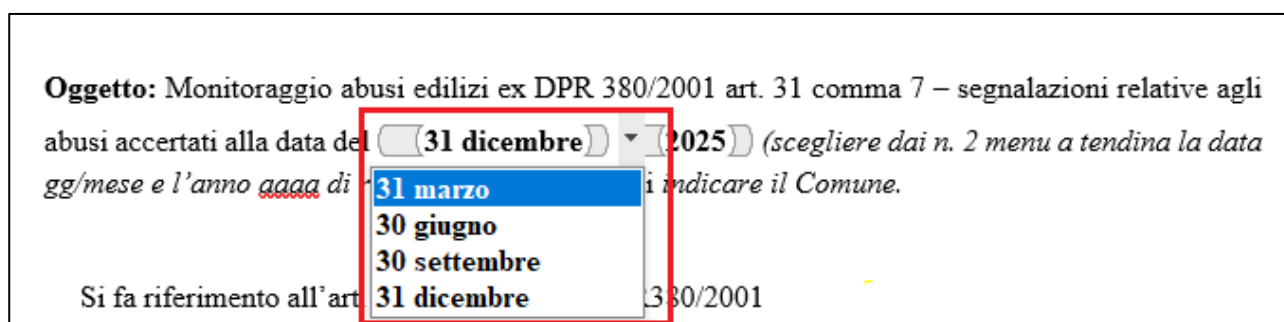 Oggetto: Monitoraggio abusi edilizi ex DPR 380/2001 art. 31 comma 7 – segnalazioni relative agli
abusi accertati alla data del (31 dicembre) (2025) (scegliere dai n. 2 menu a tendina la data
gg/mese e l’anno aaaa di i indicare il Comune.
31 marzo
30 giugno
30 settembre
Si fa riferimento all’art 31 dicembre 380/2001